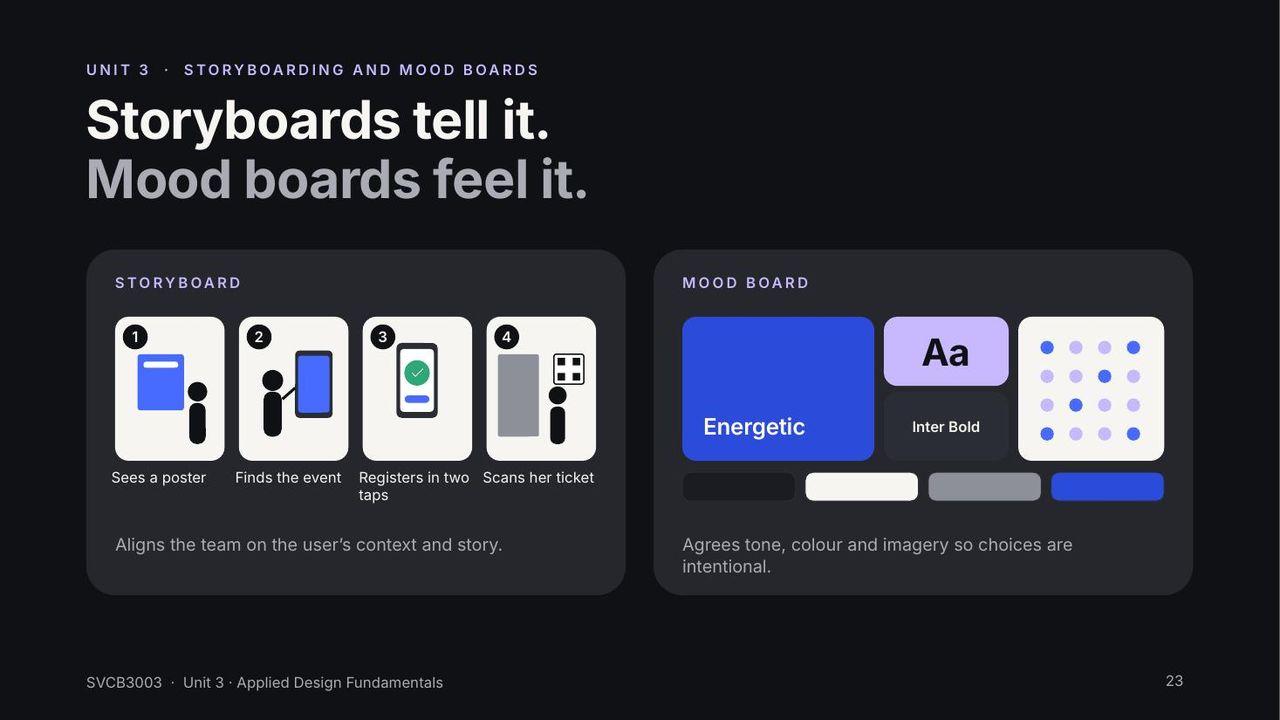 UNIT 3 · STORYBOARDING AND MOOD BOARDS
Storyboards tell it.
Mood boards feel it.
STORYBOARD
1
2
3
4
Sees a poster
Finds the event
Registers in two
taps
Scans her ticket
Aligns the team on the user’s context and story.
MOOD BOARD
Energetic
Aa
Inter Bold
Agrees tone, colour and imagery so choices are
intentional.
SVCB3003 · Unit 3 · Applied Design Fundamentals
23